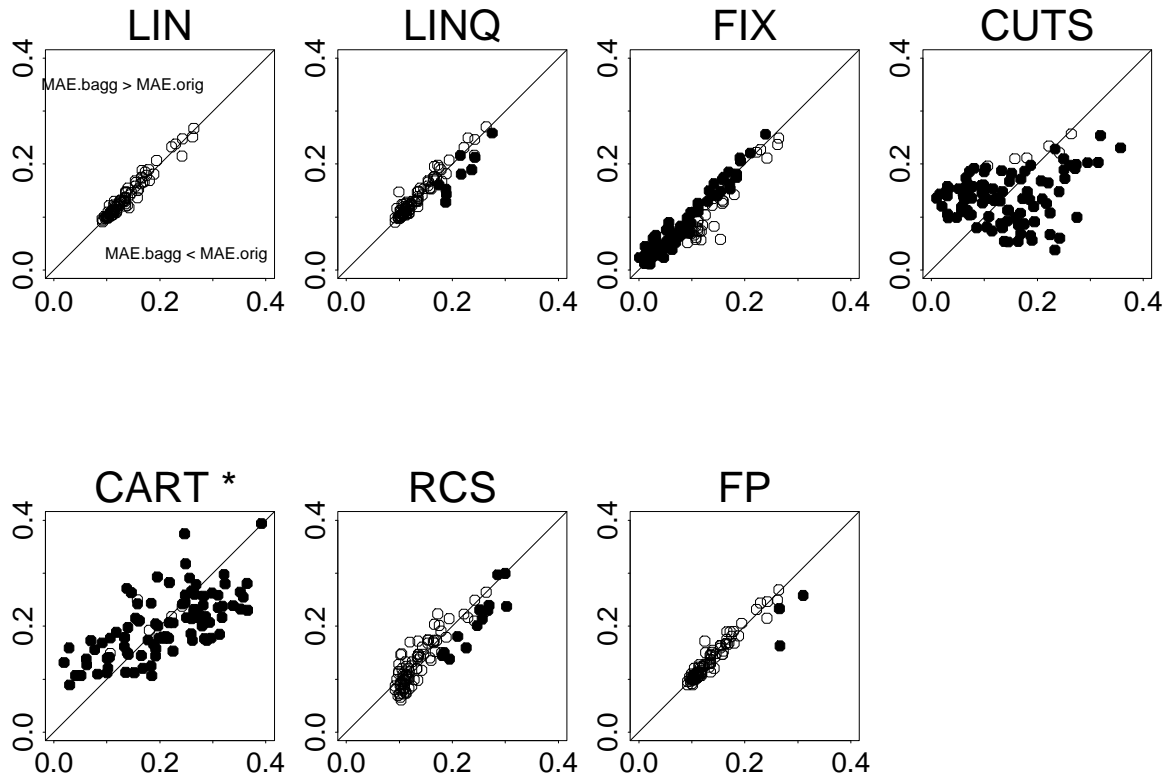 LIN LINQ FIX CUTS
0.4 0.4 0.4 0.4
MAE.bagg > MAE.orig
0.2 0.2 0.2 0.2
MAE.bagg < MAE.orig
0.0 0.0 0.0 0.0
0.0 0.2 0.4 0.0 0.2 0.4 0.0 0.2 0.4 0.0 0.2 0.4
CART * RCS FP
0.4 0.4 0.4
0.2 0.2 0.2
0.0 0.0 0.0
0.0 0.2 0.4 0.0 0.2 0.4 0.0 0.2 0.4